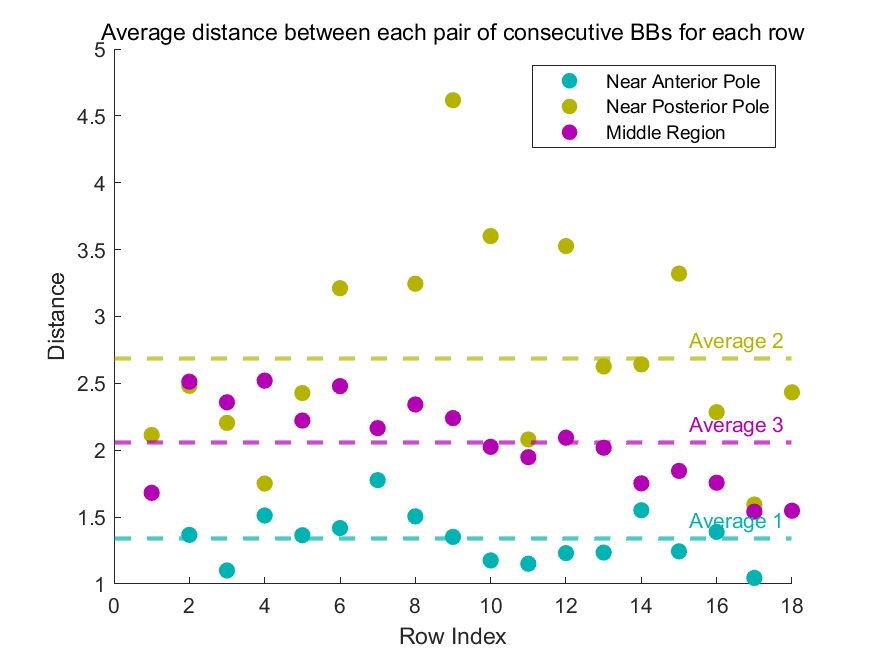 Average distance between each pair of consecutive BBs for each row
Near Anterior Pole
Near Posterior Pole
Middle Region
5
4.5
4
3.5
3
2.5
2
1.5
1
Distance
Average 2
Average 3
Average 1
0 2 4 6 8 10 12 14 16 18
Row Index